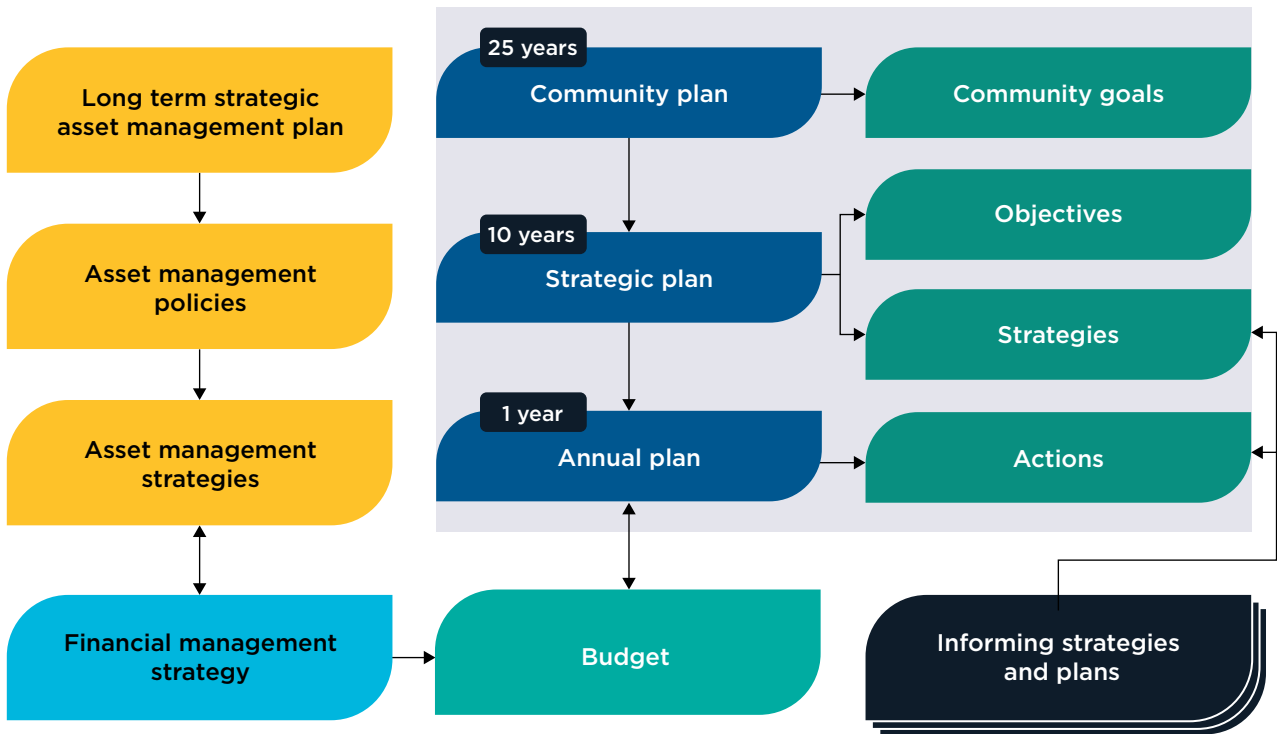 Long term strategic
asset management plan
Asset management
policies
Asset management
strategies
Financial management
strategy
25 years
Community plan
10 years
Strategic plan
1 year
Annual plan
Budget
Community goals
Objectives
Strategies
Actions
Informing strategies
and plans